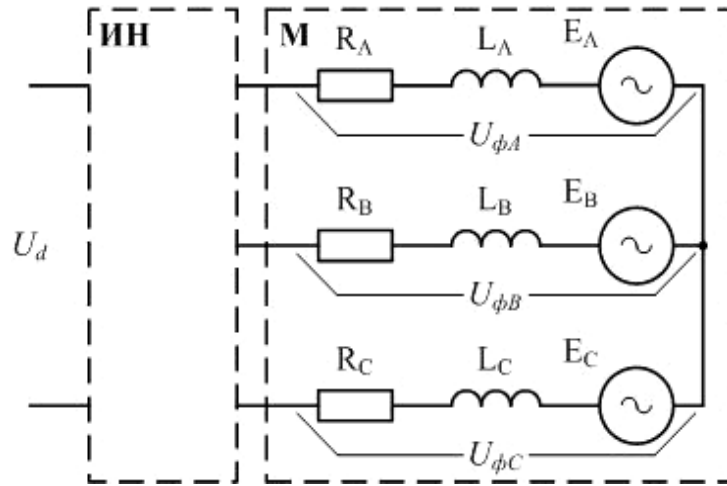 ИН
М
R_A L_A E_A
U_фA
R_B L_B E_B
U_d
U_фB
R_C L_C E_C
U_фC